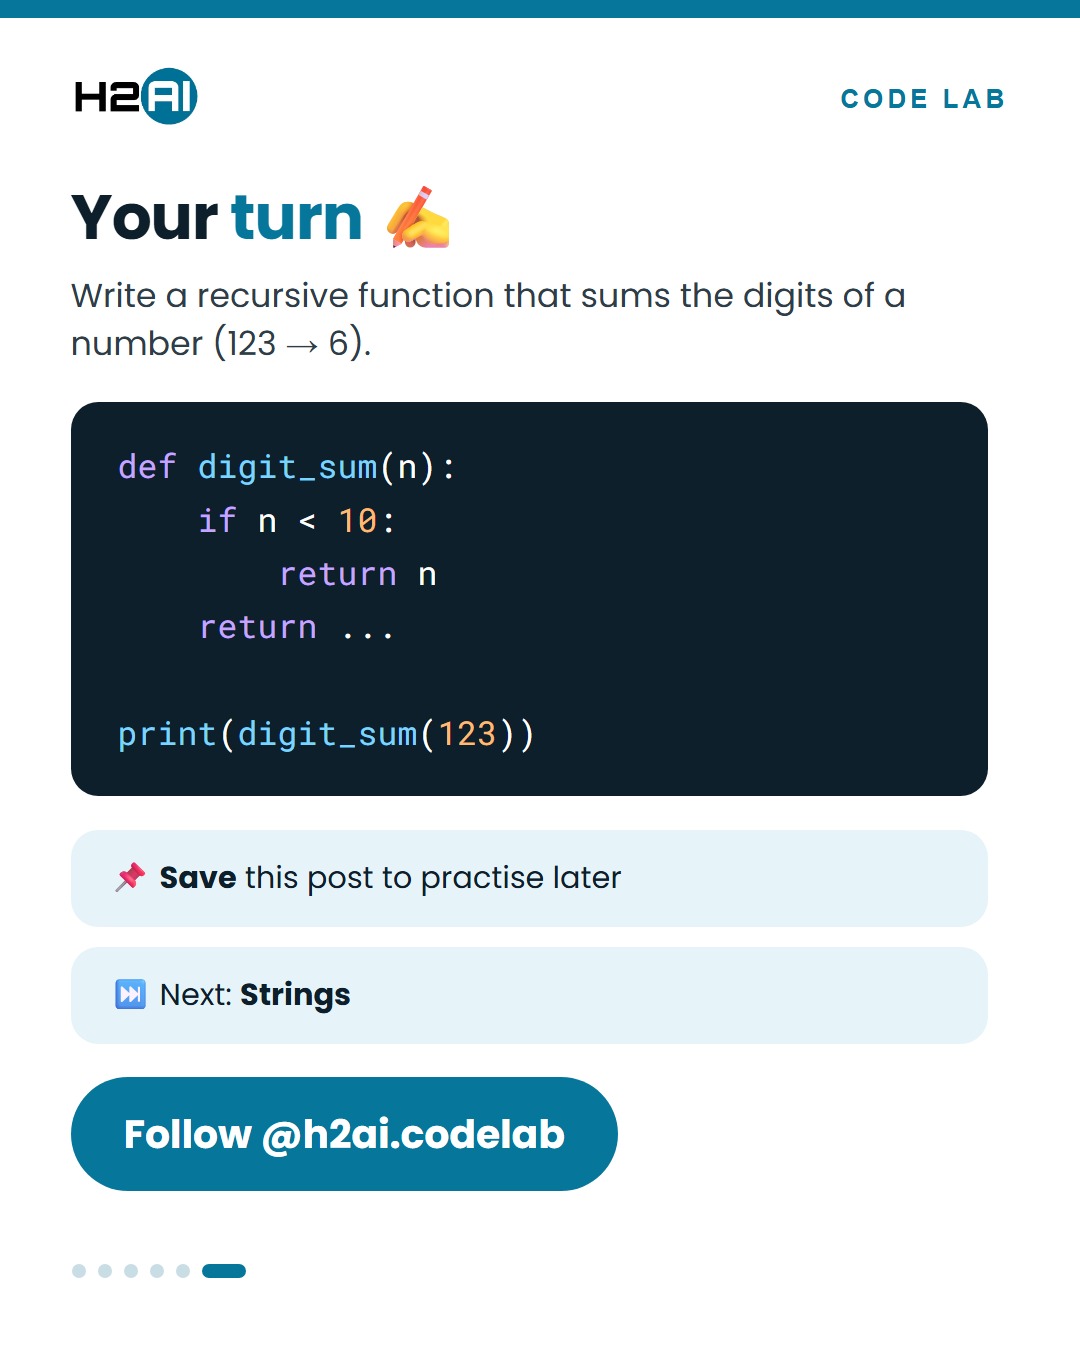 H2AI
CODE LAB
Your turn ✍️
Write a recursive function that sums the digits of a
number (123 → 6).
def digit_sum(n):
    if n < 10:
        return n
    return ...
print(digit_sum(123))
📌 Save this post to practise later
⏭️ Next: Strings
Follow @h2ai.codelab